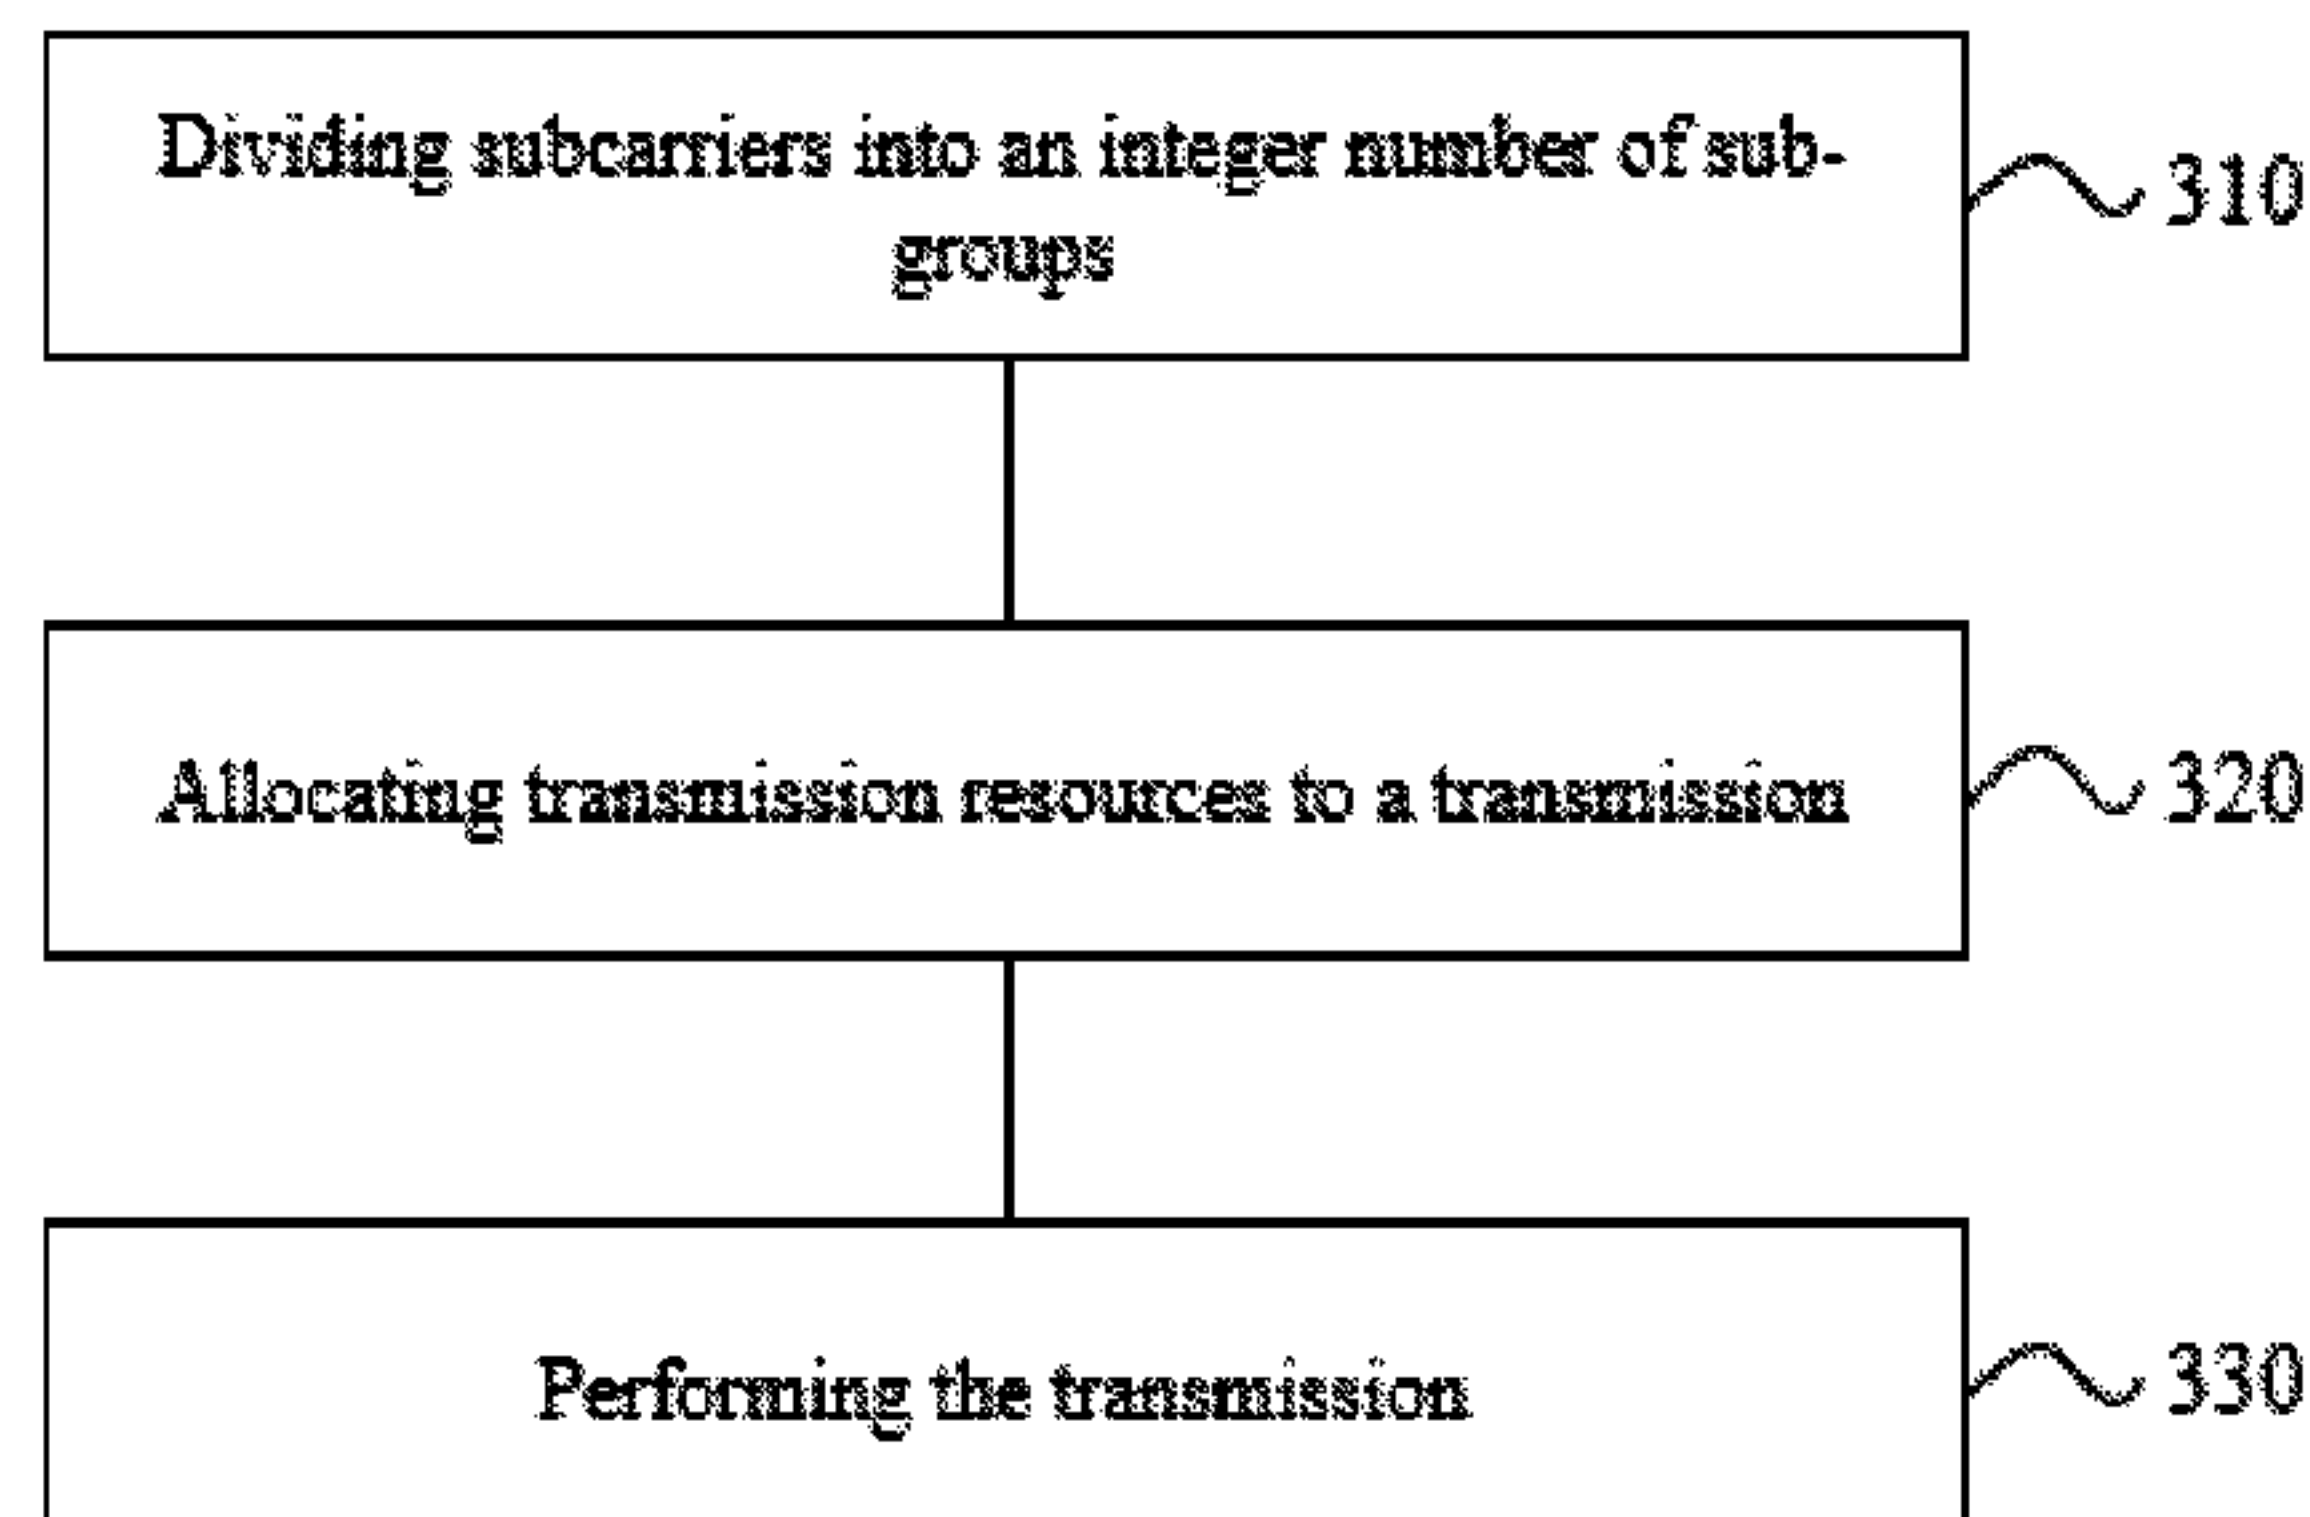 Dividing subcarriers into an integer number of sub-
groups
310
Allocating transmission resources to a transmission
320
Performing the transmission
330